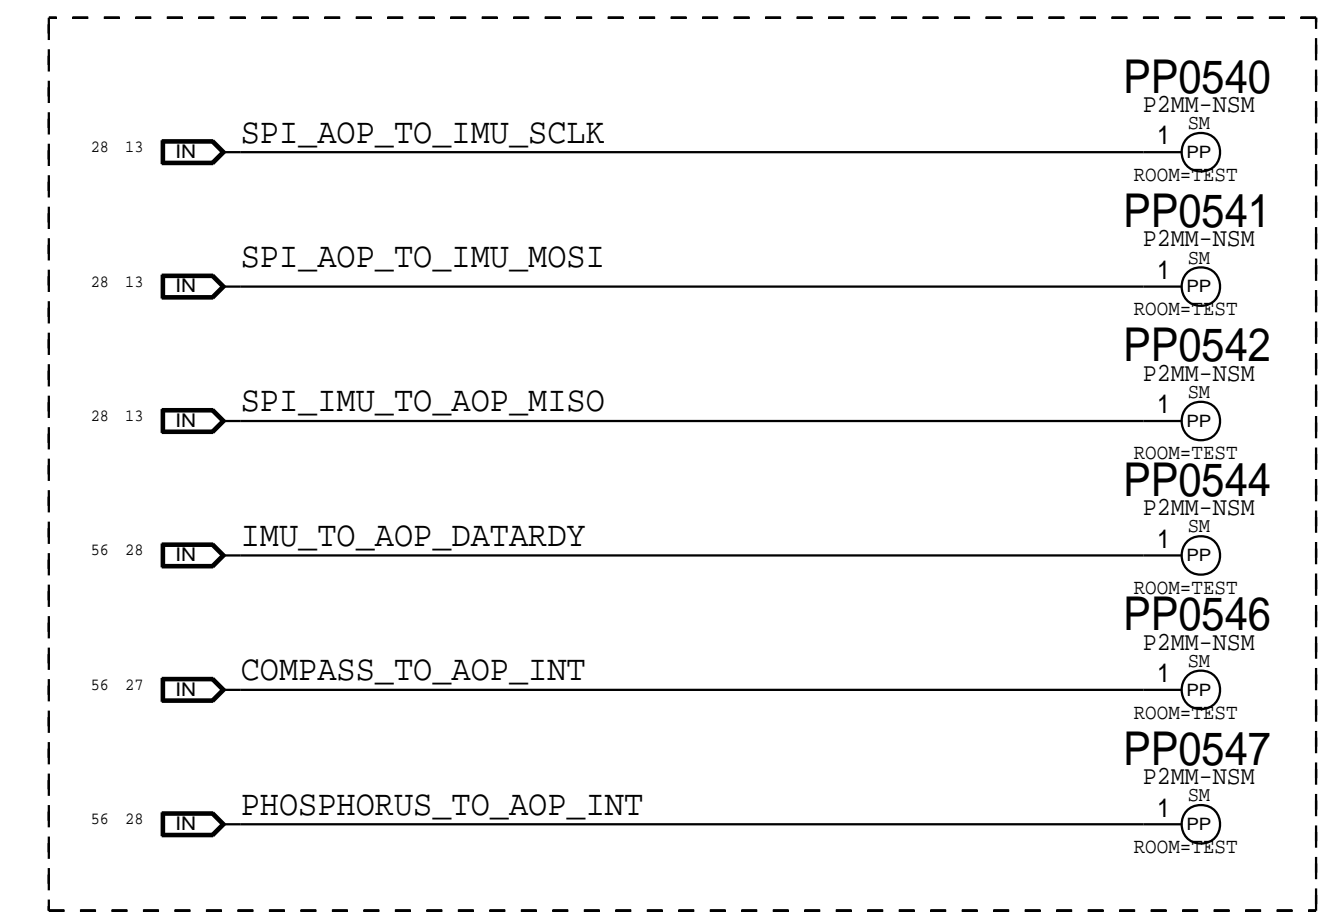 PP0540
P2MM-NSM
SM
SPI_AOP_TO_IMU_SCLK
1
28 13 IN PP
ROOM=TEST
PP0541
P2MM-NSM
SM
SPI_AOP_TO_IMU_MOSI
1
28 13 IN PP
ROOM=TEST
PP0542
P2MM-NSM
SM
SPI_IMU_TO_AOP_MISO
1
28 13 IN PP
ROOM=TEST
PP0544
P2MM-NSM
SM
IMU_TO_AOP_DATARDY
1
56 28 IN PP
ROOM=TEST
PP0546
P2MM-NSM
SM
COMPASS_TO_AOP_INT
1
56 27 IN PP
ROOM=TEST
PP0547
P2MM-NSM
SM
PHOSPHORUS_TO_AOP_INT
1
56 28 IN PP
ROOM=TEST